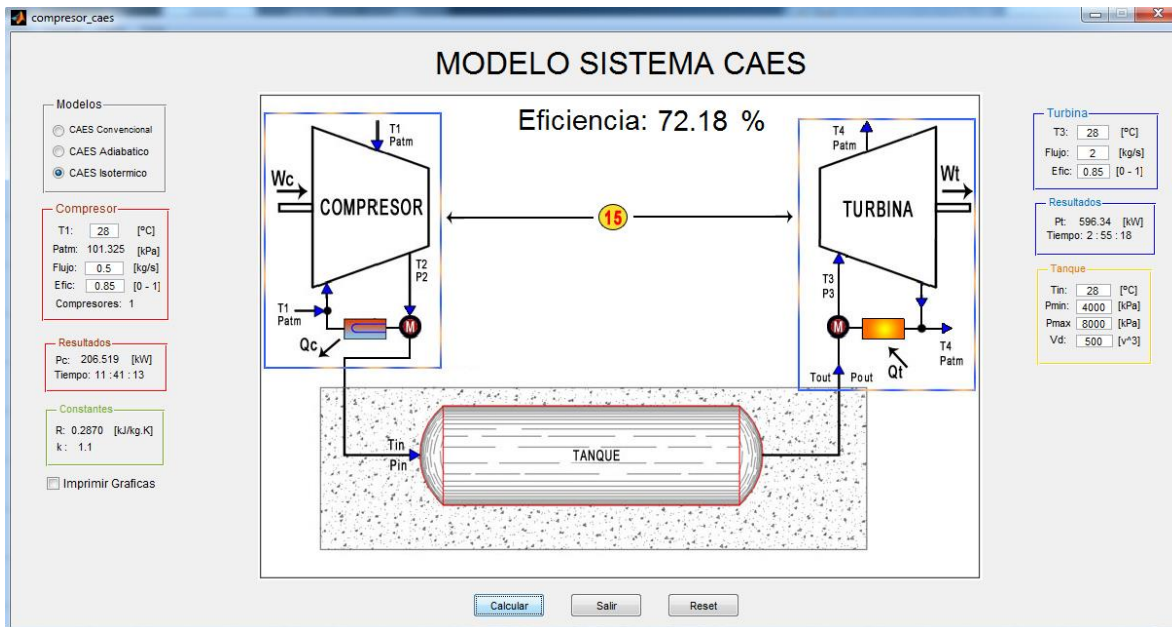 compresor_caes
MODELO SISTEMA CAES
Modelos
CAES Convencional
CAES Adiabatico
CAES Isotermico
Compresor
T1: 28 [ºC]
Patm: 101.325 [kPa]
Flujo: 0.5 [kg/s]
Efic: 0.85 [0 - 1]
Compresores: 1
Resultados
Pc: 206.519 [kW]
Tiempo: 11 : 41 : 13
Constantes
R: 0.2870 [kJ/kg.K]
k : 1.1
Imprimir Graficas
Eficiencia: 72.18 %
T1
Patm
Wc
COMPRESOR
T2
P2
T1
Patm
M
Qc
15
T4
Patm
Wt
TURBINA
T3
P3
M
T4
Patm
Qt
Tout Pout
Tin
Pin
TANQUE
Turbina
T3: 28 [ºC]
Flujo: 2 [kg/s]
Efic: 0.85 [0 - 1]
Resultados
Pt: 596.34 [kW]
Tiempo: 2 : 55 : 18
Tanque
Tin: 28 [ºC]
Pmin: 4000 [kPa]
Pmax 8000 [kPa]
Vd: 500 [v^3]
Calcular Salir Reset